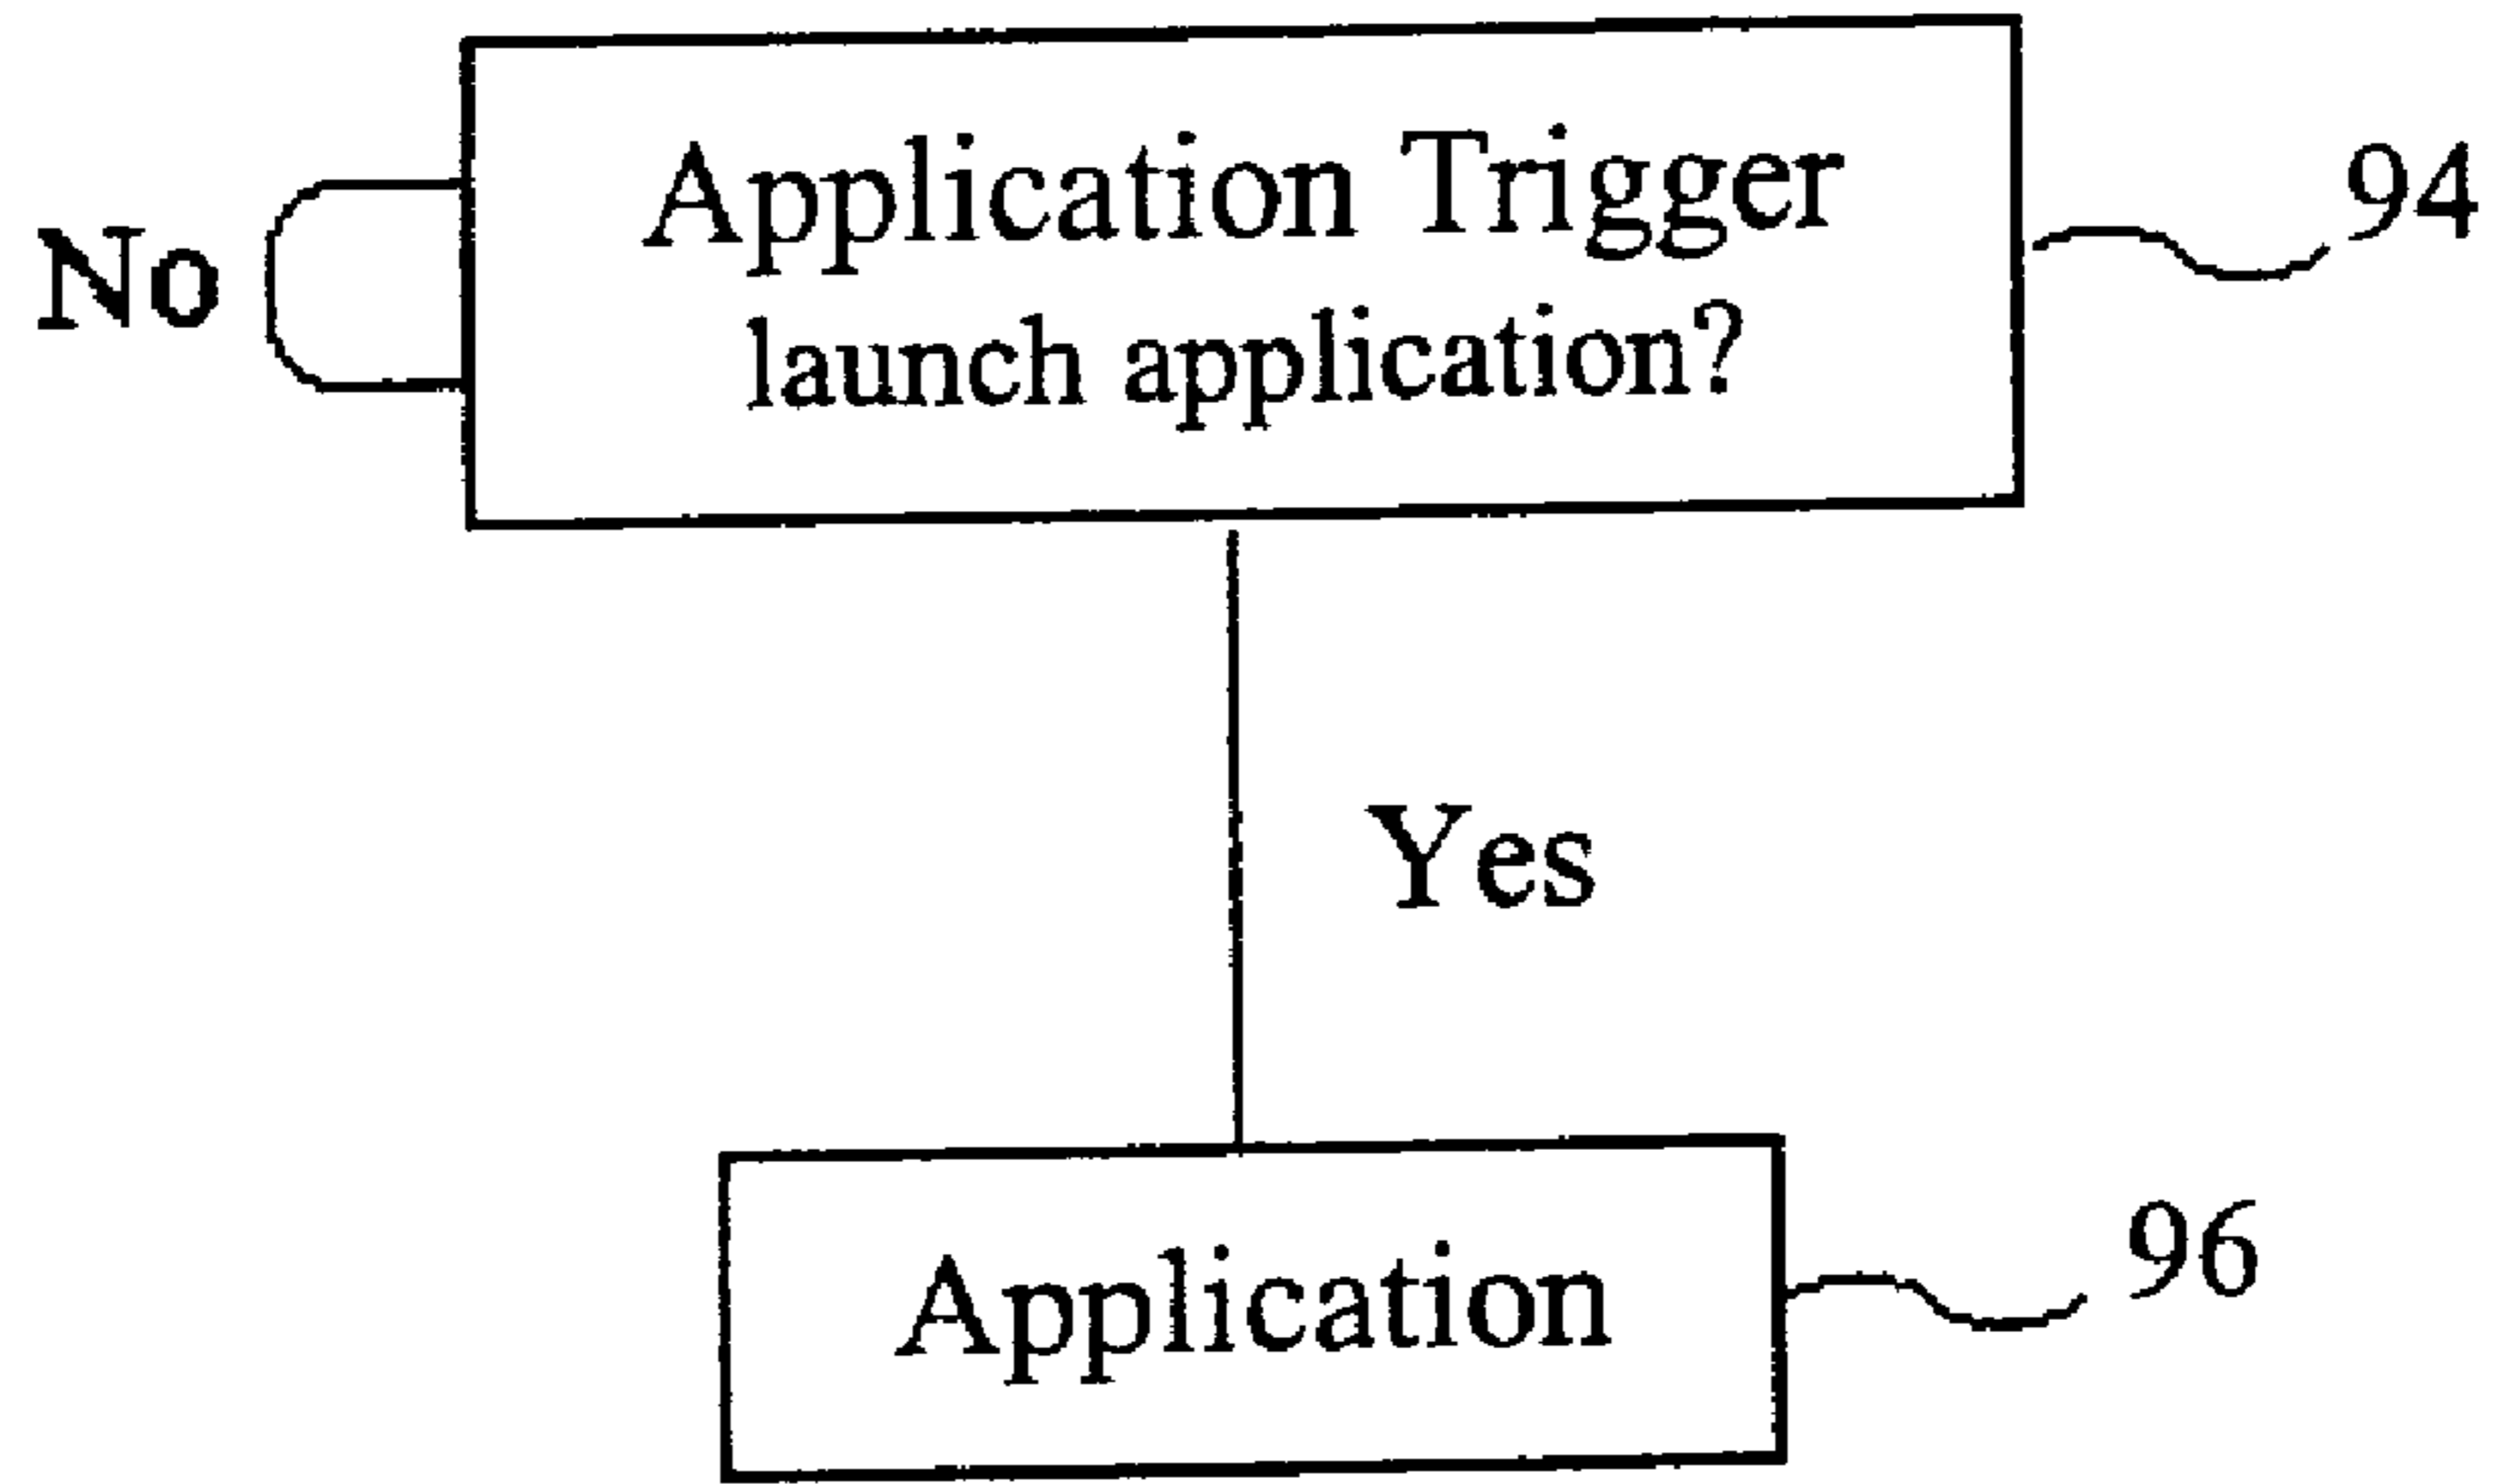 Application Trigger
launch application?
94
No
Yes
Application
96